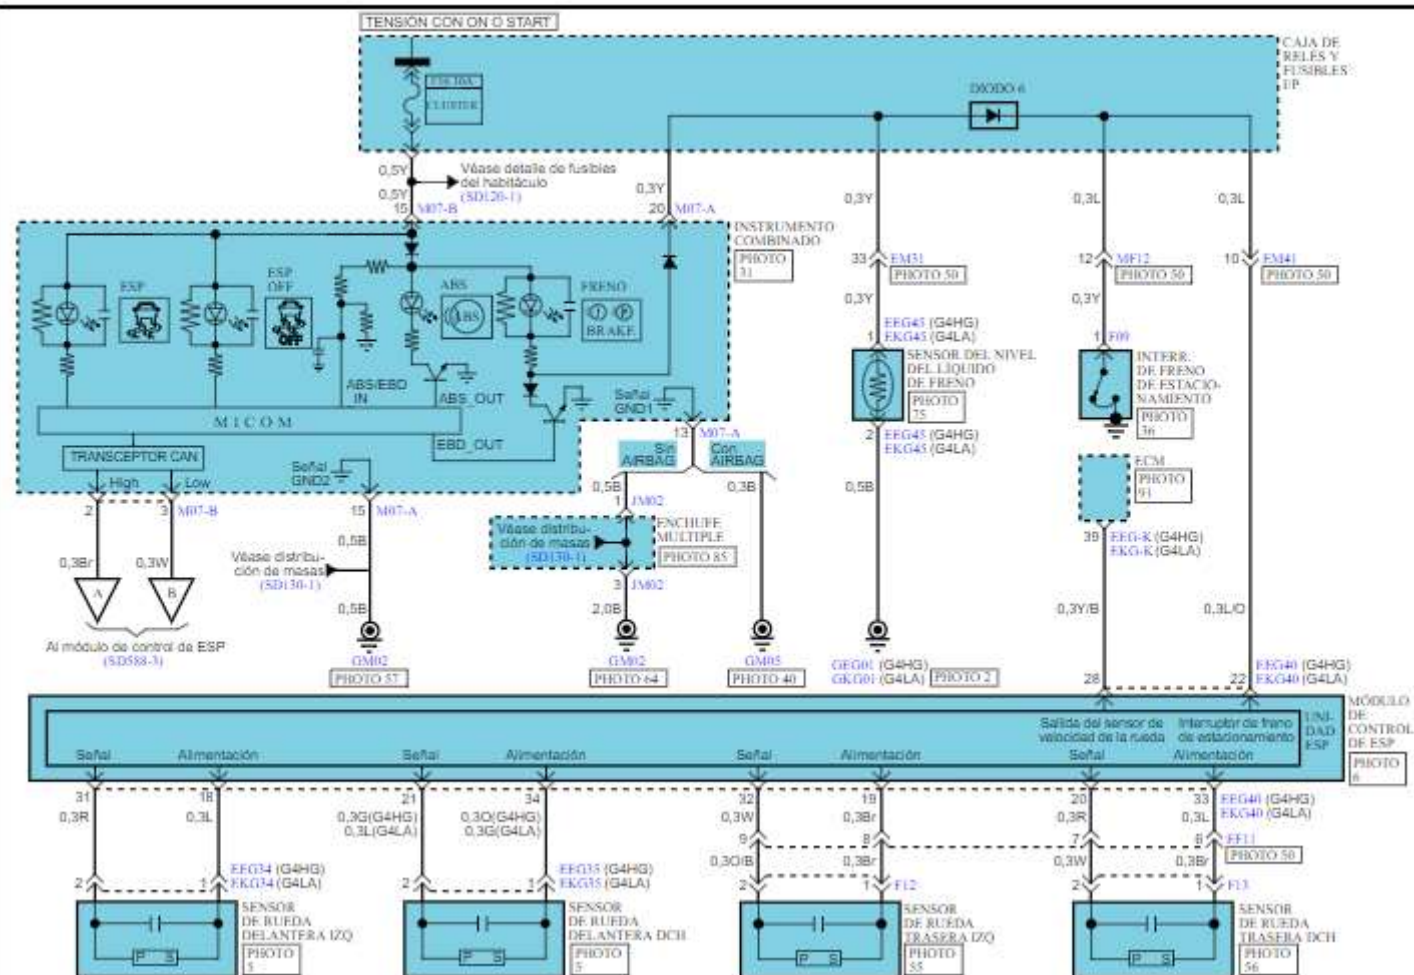 TENSIÓN CON ON O START
CAJA DE
RELES Y
FUSIBLES
I/P
CLUSTER
DIODO 6
0,5Y
Véase detalle de fusibles
del habitáculo
(SD120-1)
0,5Y
15 M07-B
0,3Y
20 M07-A
0,3Y
0,3L
0,3L
INSTRUMENTO
COMBINADO
PHOTO
31
33 EM31
PHOTO 50
12 MF12
PHOTO 50
10 EM41
PHOTO 50
ESP
ESP
OFF
OFF
ABS
ABS
FRENO
BRAKE
0,3Y
0,3Y
1 EEG45 (G4HG)
EKG45 (G4LA)
1 F09
SENSOR DEL NIVEL
DEL LÍQUIDO
DE FRENO
PHOTO
75
INTERR.
DE FRENO
DE ESTACIO-
NAMIENTO
PHOTO
36
ABS/EBD
IN
ABS_OUT
Señal
GND1
MICOM
EBD_OUT
13 M07-A
2 EEG45 (G4HG)
EKG45 (G4LA)
TRANSCEPTOR CAN
Sin
AIRBAG
Con
AIRBAG
ECM
PHOTO
91
High
Low
Señal
GND2
0,5B
0,3B
0,5B
2
3 M07-B
15 M07-A
1 JM02
Véase distribu-
ción de masas
(SD130-1)
ENCHUFE
MULTIPLE
PHOTO 85
39 EEG-K (G4HG)
EKG-K (G4LA)
0,5B
0,3Br
0,3W
Véase distribu-
ción de masas
(SD130-1)
3 JM02
A
B
0,5B
2,0B
0,3Y/B
0,3L/O
Al módulo de control de ESP
(SD588-3)
GM02
PHOTO 57
GM02
PHOTO 64
GM05
PHOTO 40
GEG01 (G4HG)
GKG01 (G4LA)
PHOTO 2
28
22
EEG40 (G4HG)
EKG40 (G4LA)
MÓDULO
DE
CONTROL
DE ESP
PHOTO
6
UNI-
DAD
ESP
Sallida del sensor de
velocidad de la rueda
Interruptor de freno
de estacionamiento
Señal
Alimentación
Señal
Alimentación
Señal
Alimentación
Señal
Alimentación
31
18
21
34
32
19
20
33
EEG40 (G4HG)
EKG40 (G4LA)
0,3R
0,3L
0,3G(G4HG)
0,3L(G4LA)
0,3O(G4HG)
0,3G(G4LA)
0,3W
0,3Br
0,3R
0,3L
9
8
7
6
EF11
PHOTO 50
0,3O/B
0,3Br
0,3W
0,3Br
2
1 EEG34 (G4HG)
EKG34 (G4LA)
2
1 EEG35 (G4HG)
EKG35 (G4LA)
2
1 F12
2
1 F13
P S
SENSOR
DE RUEDA
DELANTERA IZQ
PHOTO
5
P S
SENSOR
DE RUEDA
DELANTERA DCH
PHOTO
5
P S
SENSOR
DE RUEDA
TRASERA IZQ
PHOTO
55
P S
SENSOR
DE RUEDA
TRASERA DCH
PHOTO
56